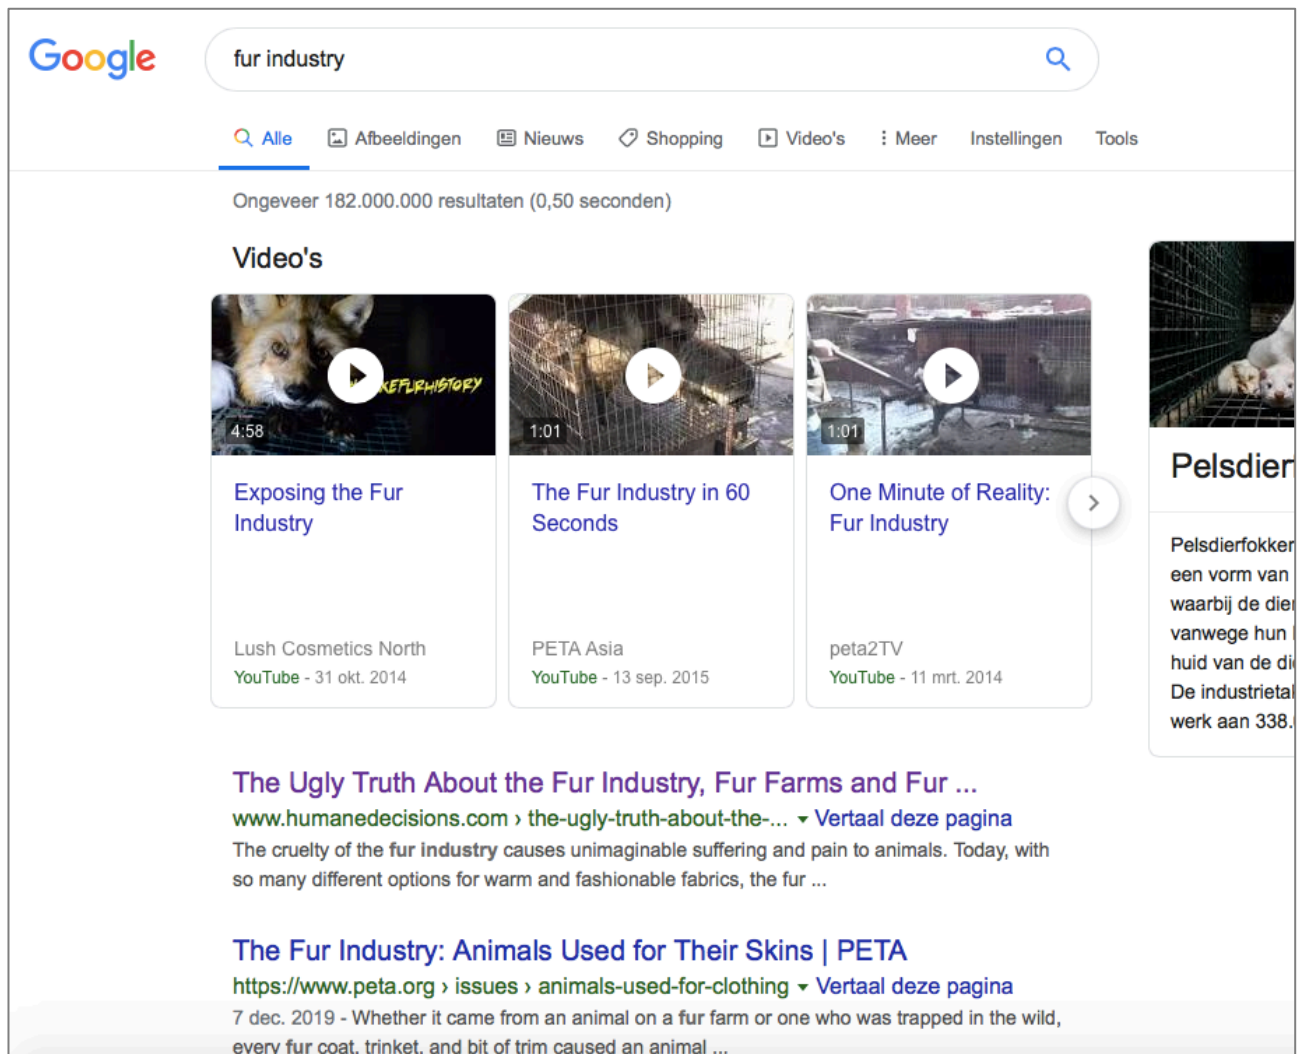 Google
fur industry
Alle Afbeeldingen Nieuws Shopping Video's Meer Instellingen Tools
Ongeveer 182.000.000 resultaten (0,50 seconden)
Video's
KEFURHISTORY
4:58
1:01
1:01
Exposing the Fur
Industry
Lush Cosmetics North
YouTube - 31 okt. 2014
The Fur Industry in 60
Seconds
PETA Asia
YouTube - 13 sep. 2015
One Minute of Reality:
Fur Industry
peta2TV
YouTube - 11 mrt. 2014
Pelsdier
Pelsdierfokker
een vorm van
waarbij de die
vanwege hun
huid van de di
De industrieta
werk aan 338.
The Ugly Truth About the Fur Industry, Fur Farms and Fur ...
www.humanedecisions.com › the-ugly-truth-about-the-... Vertaal deze pagina
The cruelty of the fur industry causes unimaginable suffering and pain to animals. Today, with
so many different options for warm and fashionable fabrics, the fur ...
The Fur Industry: Animals Used for Their Skins | PETA
https://www.peta.org › issues › animals-used-for-clothing Vertaal deze pagina
7 dec. 2019 - Whether it came from an animal on a fur farm or one who was trapped in the wild,
every fur coat, trinket, and bit of trim caused an animal ...